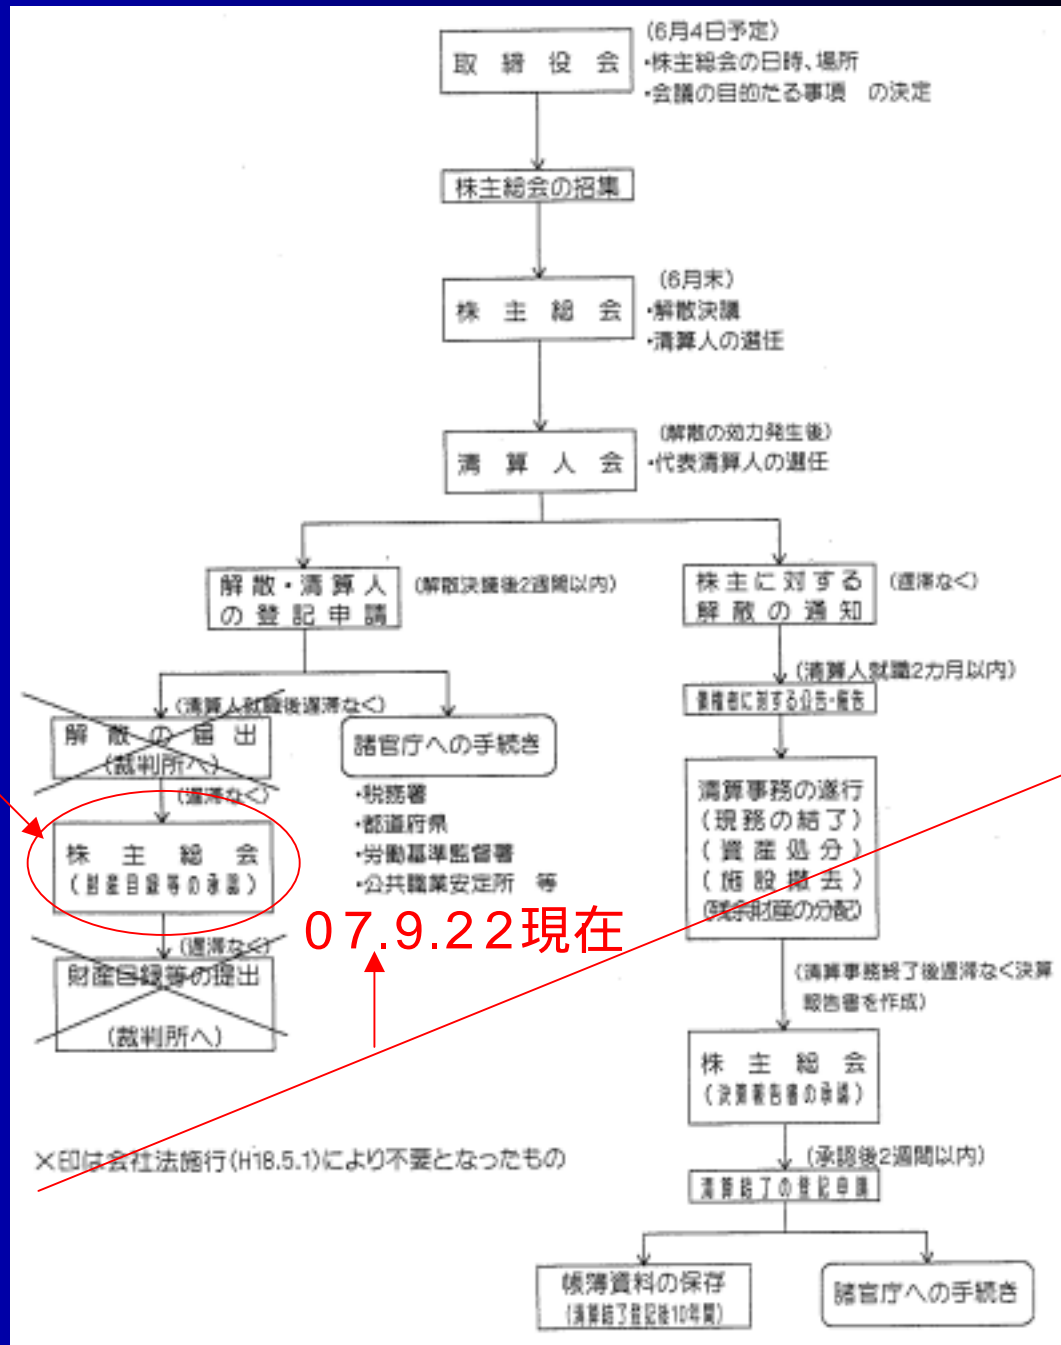 取締役会
(6月4日予定)
・株主総会の日時、場所
・会議の目的たる事項 の決定
株主総会の招集
株主総会
(6月末)
・解散決議
・清算人の選任
清算人会
(解散の効力発生後)
・代表清算人の選任
解散・清算人
の登記申請
(解散決議後2週間以内)
株主に対する
解散の通知
(遅滞なく)
(清算人就職後遅滞なく)
解散の届出
(裁判所へ)
諸官庁への手続き
・税務署
・都道府県
・労働基準監督署
・公共職業安定所 等
(遅滞なく)
株主総会
(財産目録等の承認)
(遅滞なく)
財産目録等の提出
(裁判所へ)
07.9.22現在
×印は会社法施行(H18.5.1)により不要となったもの
(清算人就職2カ月以内)
債権者に対する公告・報告
清算事務の遂行
(現務の結了)
(資産処分)
(施設撤去)
(残余財産の分配)
(清算事務終了後遅滞なく決算
報告書を作成)
株主総会
(決算報告書の承認)
(承認後2週間以内)
清算結了の登記申請
帳簿資料の保存
(清算結了登記後10年間)
諸官庁への手続き